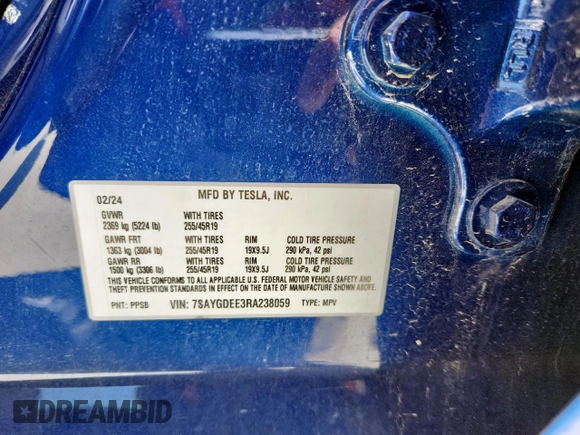 02/24 MFD BY TESLA, INC.
GVWR WITH TIRES
2369 kg (5224 lb) 255/45R19
GAWR FRT WITH TIRES RIM COLD TIRE PRESSURE
1363 kg (3004 lb) 255/45R19 19X9.5J 290 kPa, 42 psi
GAWR RR WITH TIRES RIM COLD TIRE PRESSURE
1500 kg (3306 lb) 255/45R19 19X9.5J 290 kPa, 42 psi
THIS VEHICLE CONFORMS TO ALL APPLICABLE U.S. FEDERAL MOTOR VEHICLE SAFETY AND
THEFT PREVENTION STANDARDS IN EFFECT ON THE DATE OF MANUFACTURE SHOWN ABOVE.
PNT: PPSB VIN: 7SAYGDEE3RA238059 TYPE: MPV
DREAMBID